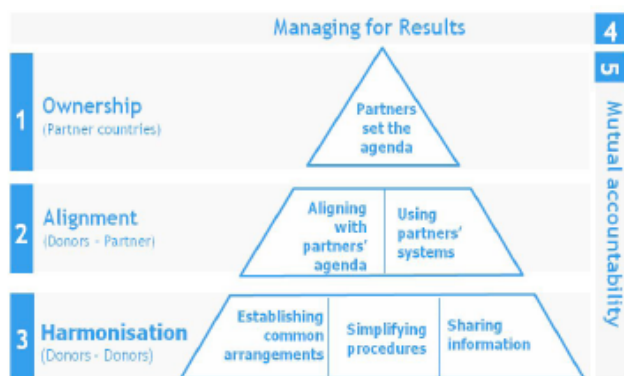 Managing for Results
4
5
Mutual accountability
1
Ownership
(Partner countries)
Partners
set the
agenda
2
Alignment
(Donors - Partner)
Aligning
with
partners'
agenda
Using
partners'
systems
3
Harmonisation
(Donors - Donors)
Establishing
common
arrangements
Simplifying
procedures
Sharing
information